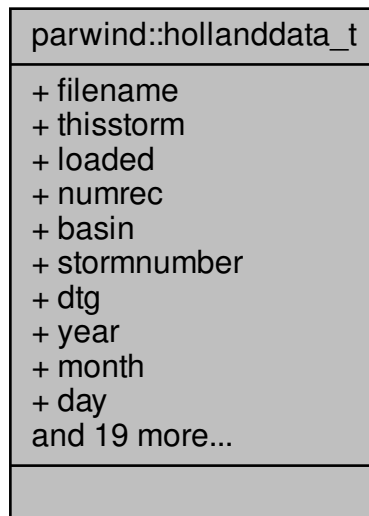 parwind::hollanddata_t
+ filename
+ thisstorm
+ loaded
+ numrec
+ basin
+ stormnumber
+ dtg
+ year
+ month
+ day
and 19 more...